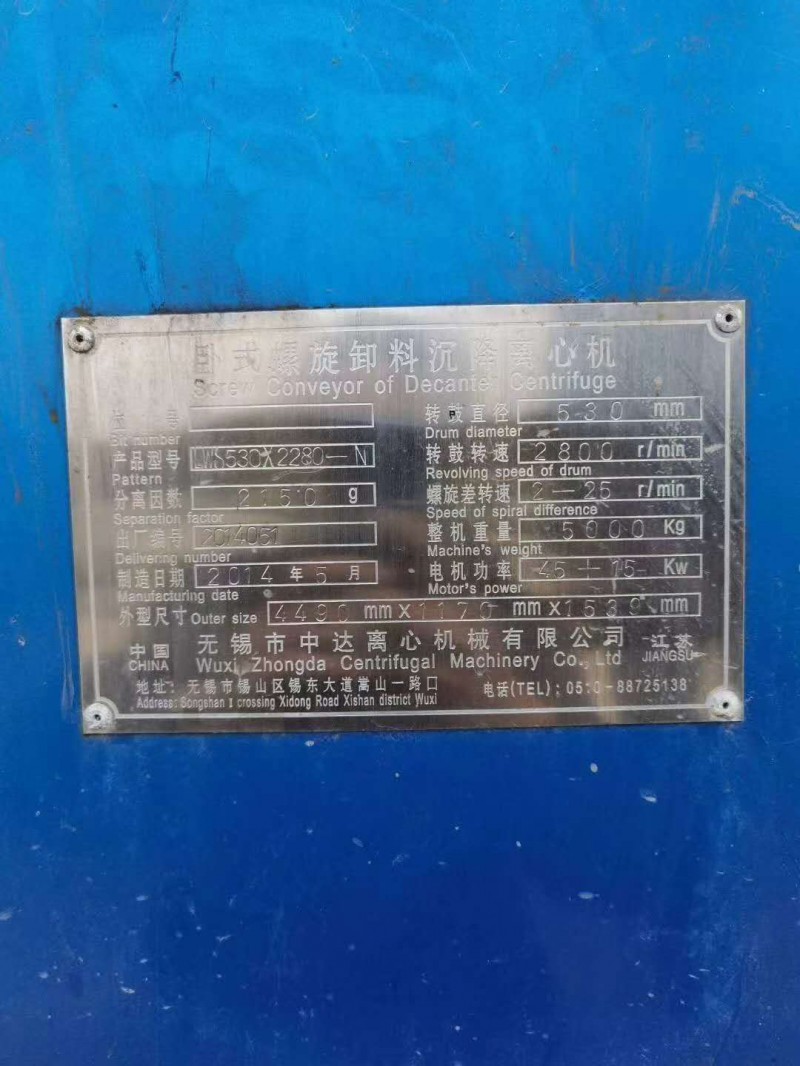 卧式螺旋卸料沉降离心机
Screw Conveyor of Decanter Centrifuge
位 号
Bit number
转鼓直径 530 mm
Drum diameter
产品型号 LWS530X2280-N
Pattern
转鼓转速 2800 r/min
Revolving speed of drum
分离因数 g
Separation factor
螺旋差转速 2-25 r/min
Speed of spiral difference
出厂编号 2014051
Delivering number
整机重量 5000 Kg
Machine's weight
制造日期 2014 年 5 月
Manufacturing date
电机功率 45+15 Kw
Motor's power
外型尺寸 Outer size 4490 mm X 1170 mm X 1539 mm
中国 无锡市中达离心机械有限公司 江苏
CHINA Wuxi Zhongda Centrifugal Machinery Co., Ltd JIANGSU
地址: 无锡市锡山区锡东大道嵩山一路口 电话(TEL): 0510-88725138
Address: Songshan I crossing Xidong Road Xishan district Wuxi